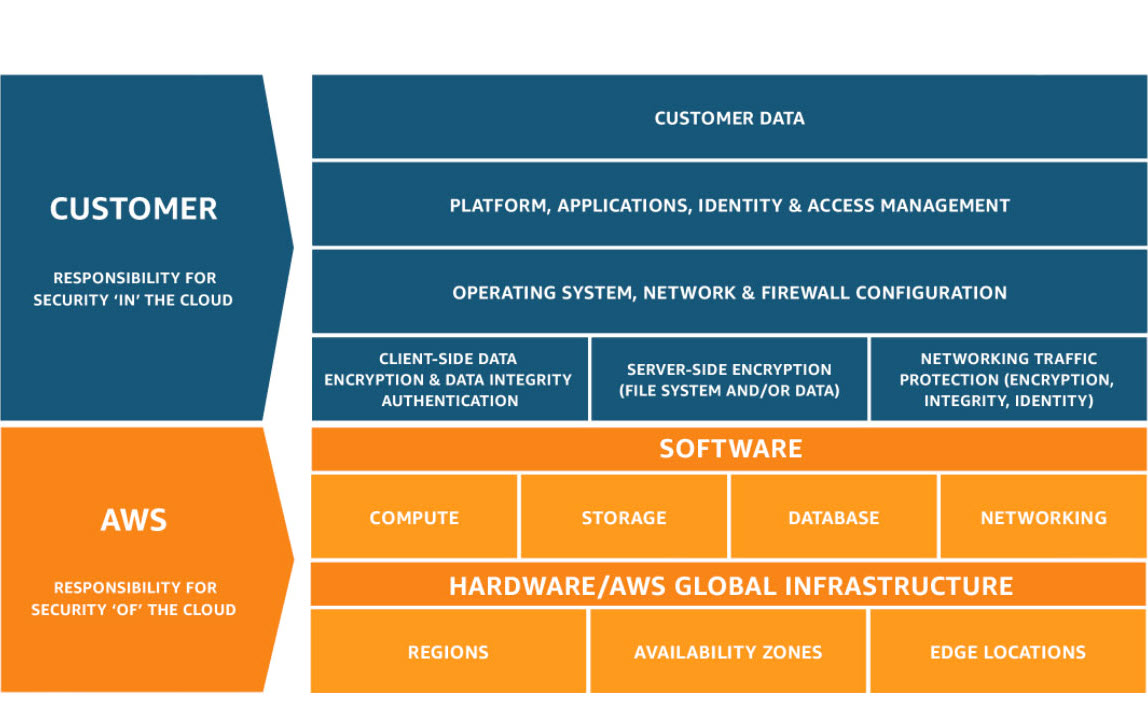 CUSTOMER
RESPONSIBILITY FOR
SECURITY ‘IN’ THE CLOUD
CUSTOMER DATA
PLATFORM, APPLICATIONS, IDENTITY & ACCESS MANAGEMENT
OPERATING SYSTEM, NETWORK & FIREWALL CONFIGURATION
CLIENT-SIDE DATA
ENCRYPTION & DATA INTEGRITY
AUTHENTICATION
SERVER-SIDE ENCRYPTION
(FILE SYSTEM AND/OR DATA)
NETWORKING TRAFFIC
PROTECTION (ENCRYPTION,
INTEGRITY, IDENTITY)
AWS
RESPONSIBILITY FOR
SECURITY ‘OF’ THE CLOUD
SOFTWARE
COMPUTE
STORAGE
DATABASE
NETWORKING
HARDWARE/AWS GLOBAL INFRASTRUCTURE
REGIONS
AVAILABILITY ZONES
EDGE LOCATIONS